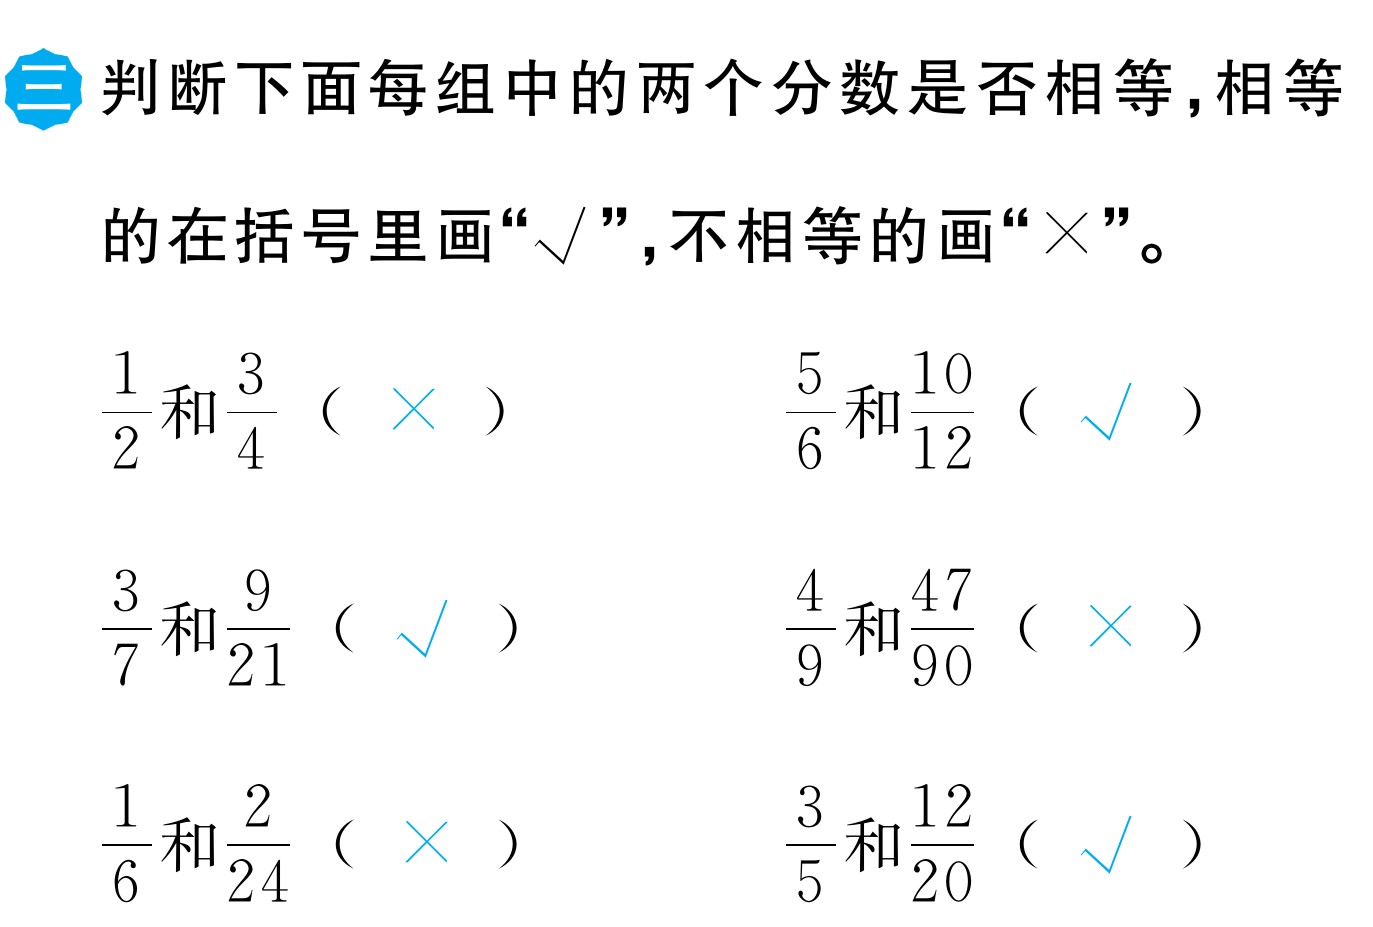 三 判断下面每组中的两个分数是否相等,相等
的在括号里画“√”,不相等的画“×”。
1/2和3/4 ( × ) 5/6和10/12 ( √ )
3/7和9/21 ( √ ) 4/9和47/90 ( × )
1/6和2/24 ( × ) 3/5和12/20 ( √ )